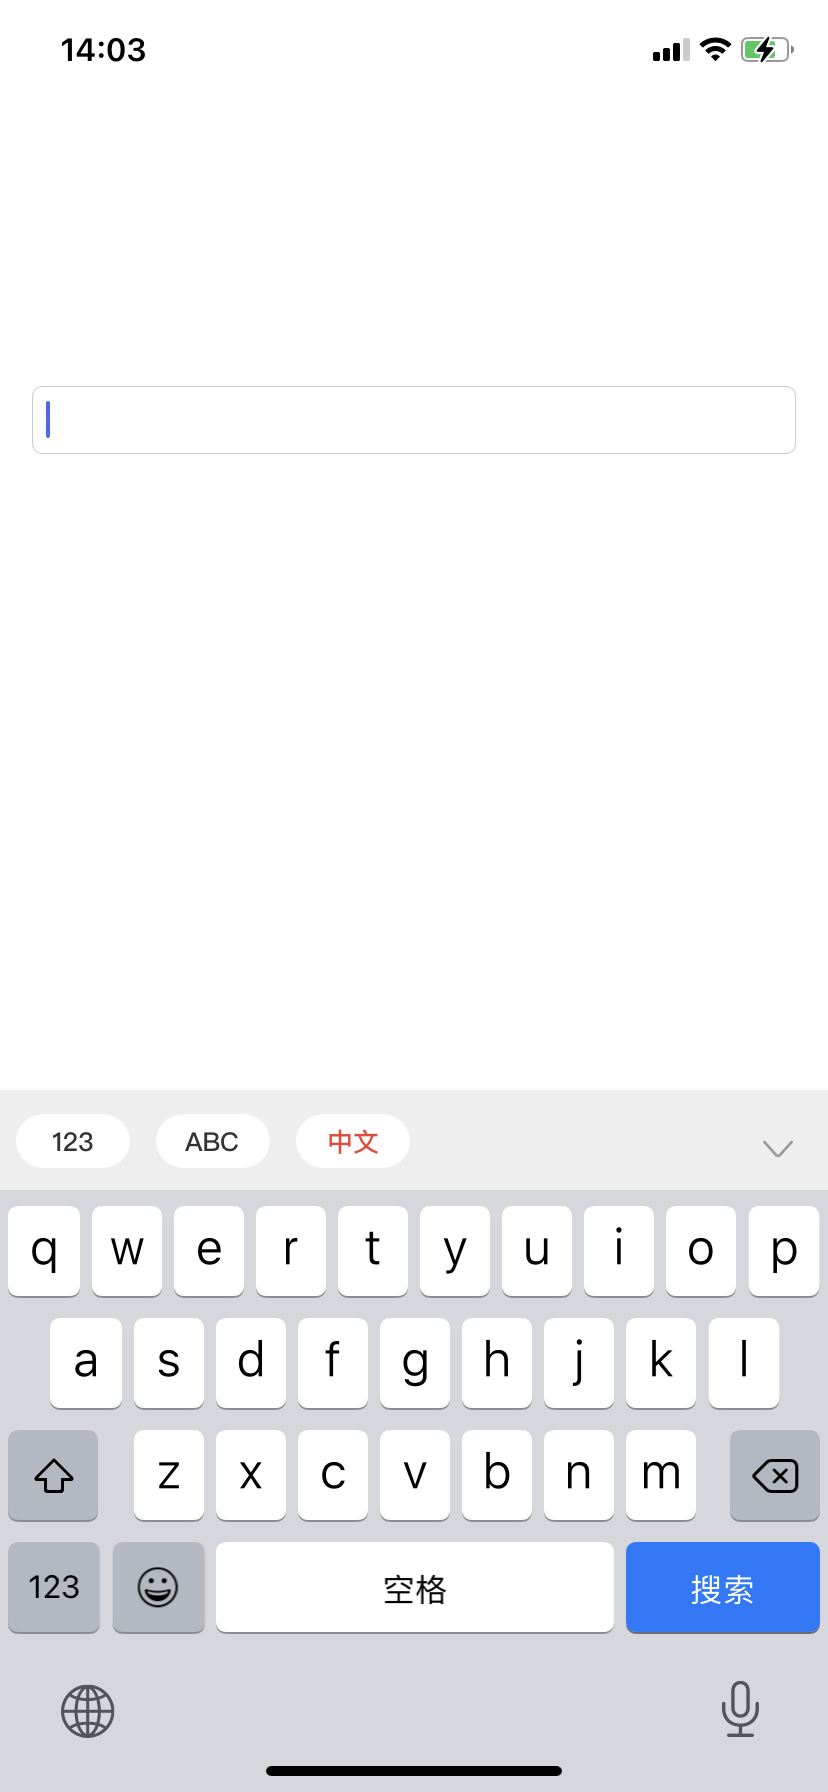 14:03
123 ABC 中文
q w e r t y u i o p
a s d f g h j k l
z x c v b n m
123 空格 搜索